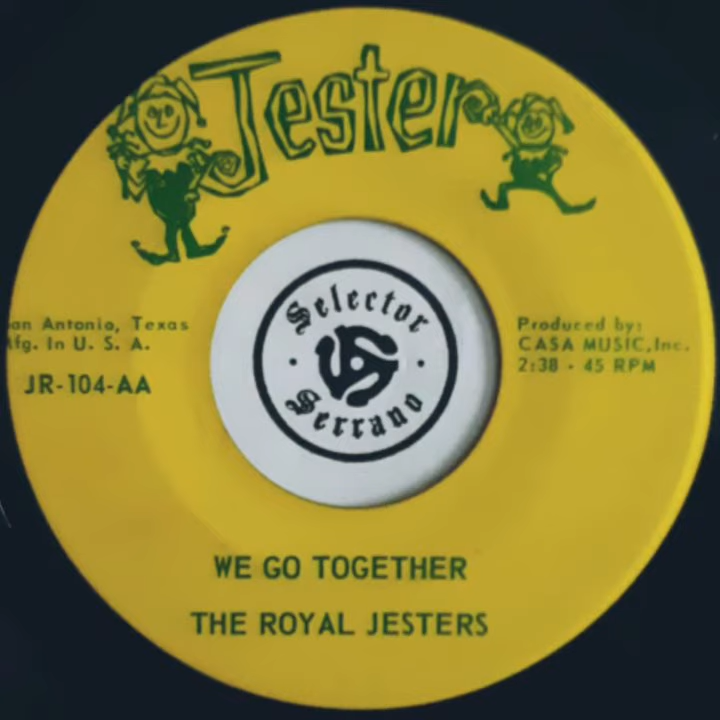 Jester
an Antonio, Texas
fg. In U. S. A.
JR-104-AA
Produced by:
CASA MUSIC, Inc.
2:38 - 45 RPM
Selector
Serrano
WE GO TOGETHER
THE ROYAL JESTERS